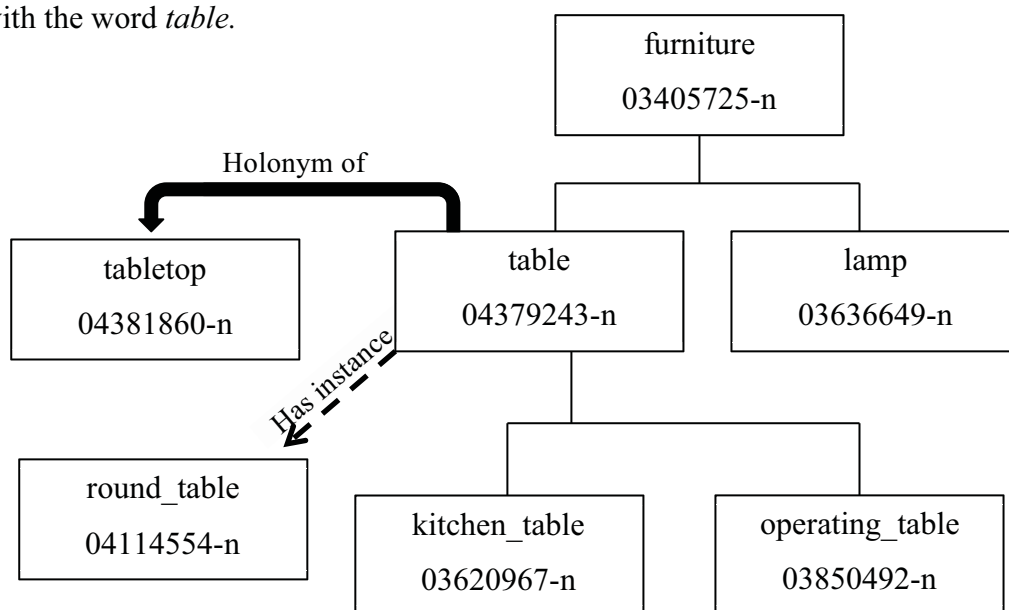 with the word table.
furniture
03405725-n
Holonym of
tabletop
04381860-n
table
04379243-n
lamp
03636649-n
Has instance
round_table
04114554-n
kitchen_table
03620967-n
operating_table
03850492-n